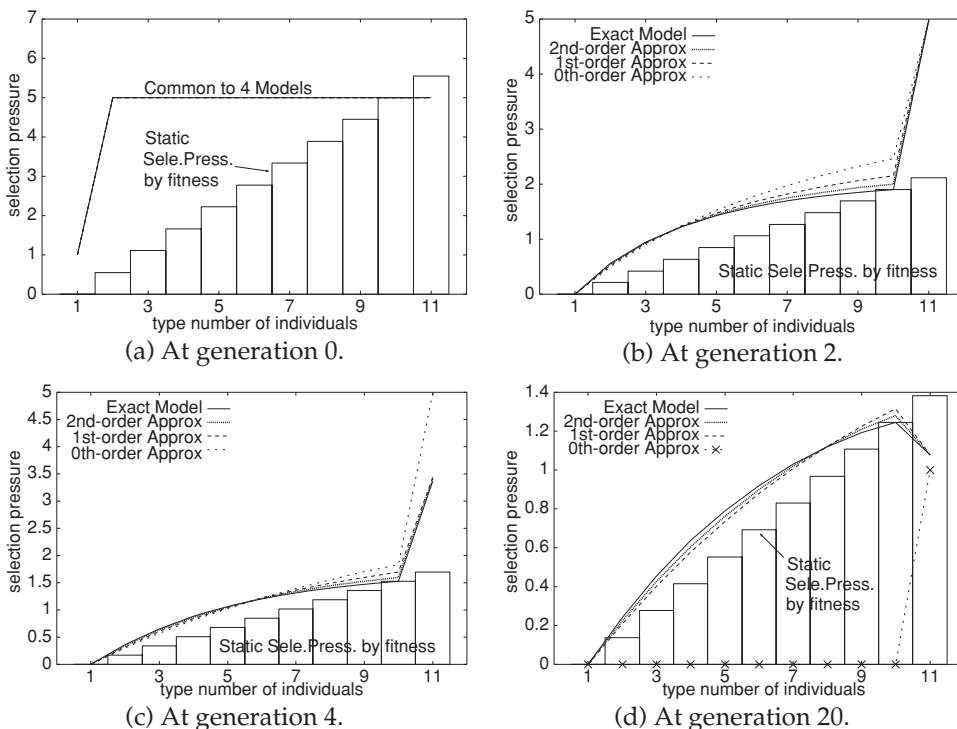 7
6
5
4
3
2
1
0
selection pressure
Common to 4 Models
Static
Sele.Press.
by fitness
1 3 5 7 9 11
type number of individuals
(a) At generation 0.
5
4
3
2
1
0
selection pressure
Exact Model
2nd-order Approx
1st-order Approx
0th-order Approx
Static Sele.Press. by fitness
1 3 5 7 9 11
type number of individuals
(b) At generation 2.
5
4.5
4
3.5
3
2.5
2
1.5
1
0.5
0
selection pressure
Exact Model
2nd-order Approx
1st-order Approx
0th-order Approx
Static Sele.Press. by fitness
1 3 5 7 9 11
type number of individuals
(c) At generation 4.
1.4
1.2
1
0.8
0.6
0.4
0.2
0
selection pressure
Exact Model
2nd-order Approx
1st-order Approx
0th-order Approx
Static
Sele.Press.
by fitness
1 3 5 7 9 11
type number of individuals
(d) At generation 20.